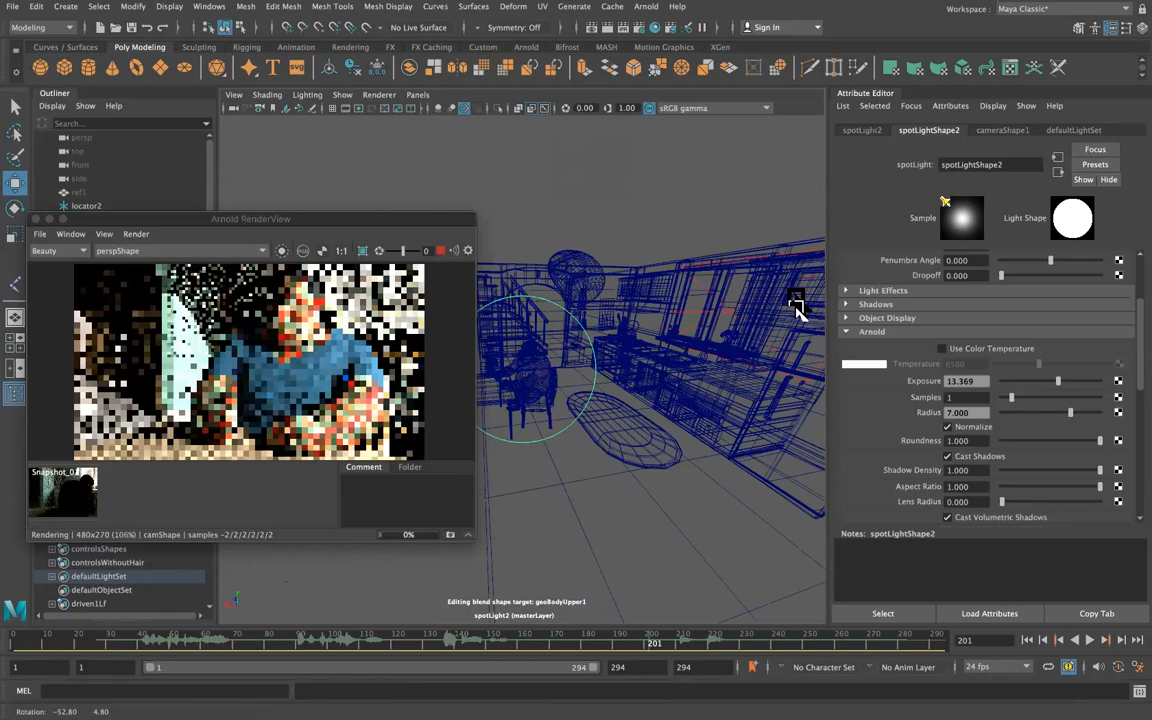 File Edit Create Select Modify Display Windows Mesh Edit Mesh Mesh Tools Mesh Display Curves Surfaces Deform UV Generate Cache Arnold Help Workspace : Maya Classic*
Modeling No Live Surface Symmetry: Off Sign In
Curves / Surfaces Poly Modeling Sculpting Rigging Animation Rendering FX FX Caching Custom Arnold Bifrost MASH Motion Graphics XGen
Outliner
Display Show Help
Search...
persp
top
front
side
ref1
locator2
View Shading Lighting Show Renderer Panels
0.00 1.00 sRGB gamma
Arnold RenderView
File Window View Render
Beauty perspShape 1:1 0
Snapshot_0
Comment Folder
Rendering | 480x270 (106%) | camShape | samples -2/2/2/2/2/2 0%
controlsShapes
controlsWithoutHair
defaultLightSet
defaultObjectSet
driven1Lf
Editing blend shape target: geoBodyUpper1
spotLight2 (masterLayer)
Attribute Editor
List Selected Focus Attributes Display Show Help
spotLight2 spotLightShape2 cameraShape1 defaultLightSet
Focus
spotLight: spotLightShape2 Presets
Show Hide
Sample Light Shape
Penumbra Angle 0.000
Dropoff 0.000
Light Effects
Shadows
Object Display
Arnold
Use Color Temperature
Temperature 6500
Exposure 13.369
Samples 1
Radius 7.000
Normalize
Roundness 1.000
Cast Shadows
Shadow Density 1.000
Aspect Ratio 1.000
Lens Radius 0.000
Cast Volumetric Shadows
Notes: spotLightShape2
Select Load Attributes Copy Tab
0 10 20 30 40 50 60 70 80 90 100 110 120 130 140 150 160 170 180 190 201 210 220 230 240 250 260 270 280 290 201
1 1 1 294 294 294 No Character Set No Anim Layer 24 fps
MEL
Rotation: -52.80 4.80